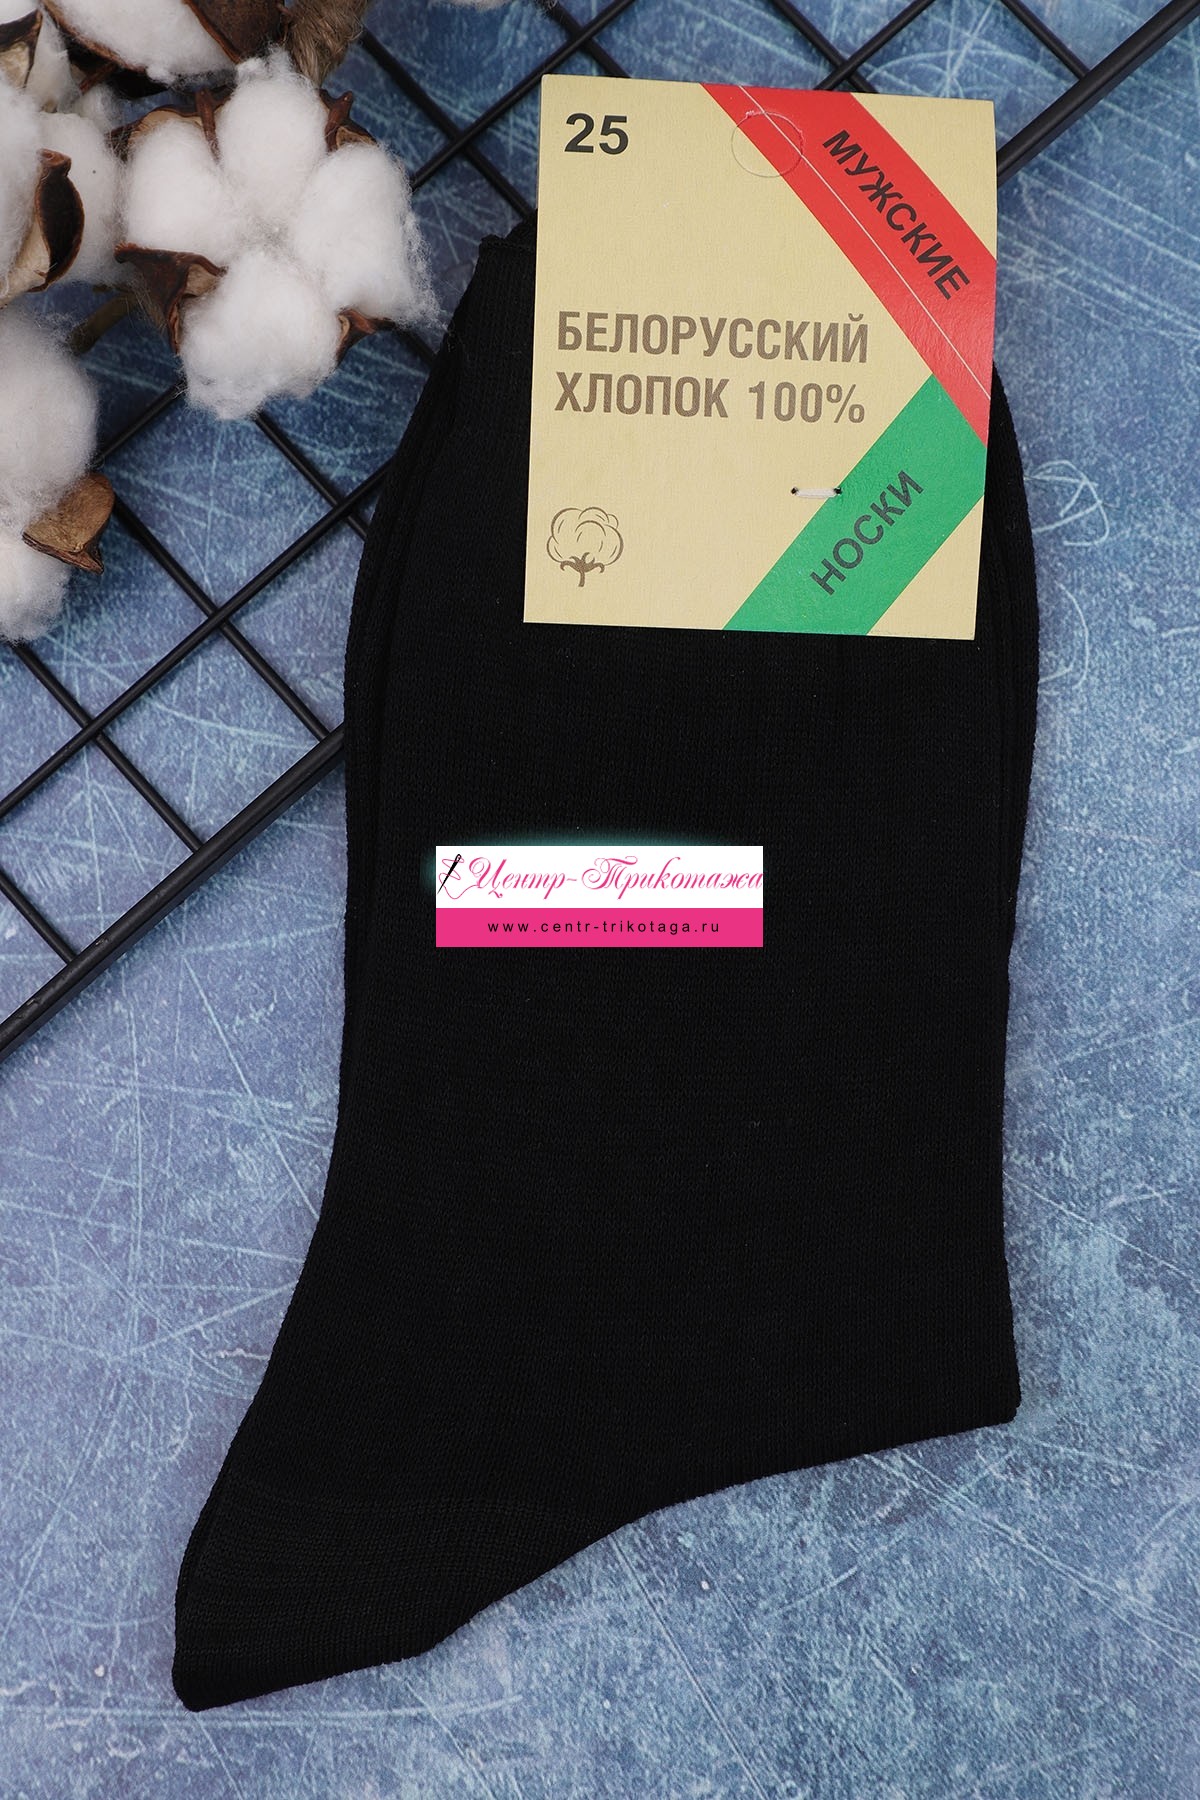 25
МУЖСКИЕ
БЕЛОРУССКИЙ
ХЛОПОК 100%
НОСКИ
Центр-Трикотажа
www.centr-trikotaga.ru